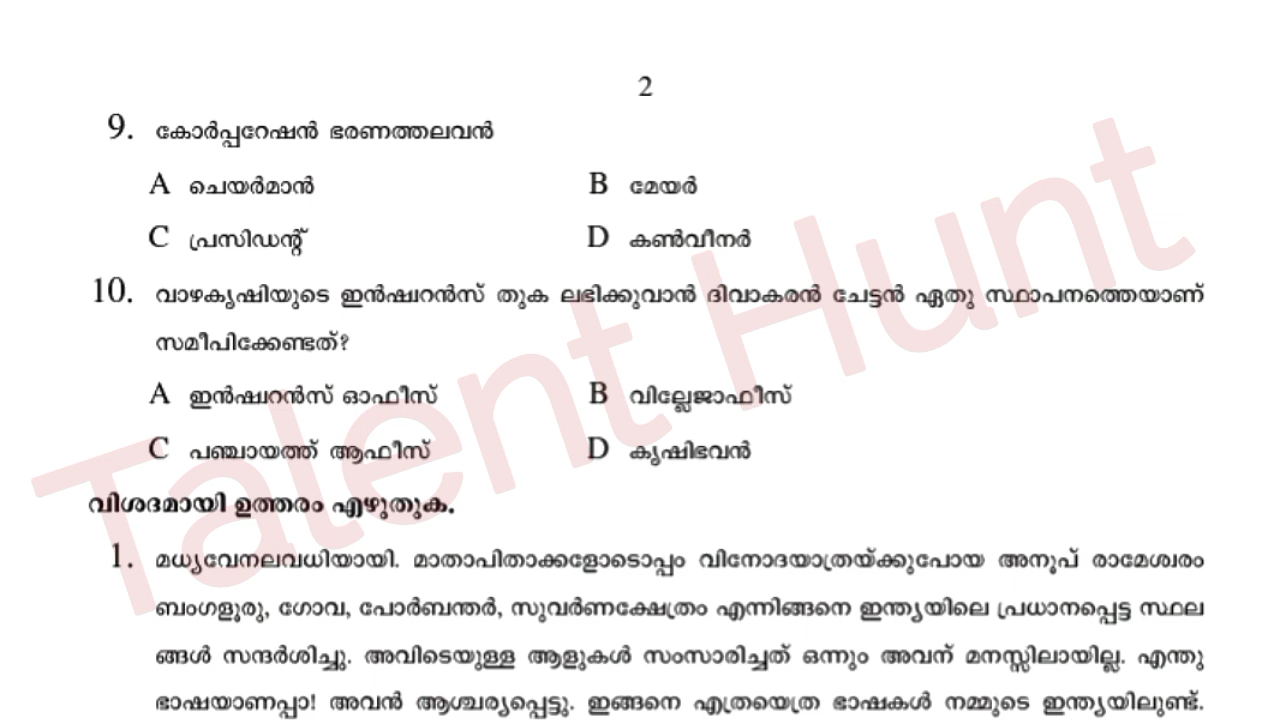 2
9. കോർപ്പറേഷൻ ഭരണത്തലവൻ
A ചെയർമാൻ B മേയർ
C പ്രസിഡന്റ് D കൺവീനർ
10. വാഴകൃഷിയുടെ ഇൻഷ്വറൻസ് തുക ലഭിക്കുവാൻ ദിവാകരൻ ചേട്ടൻ ഏതു സ്ഥാപനത്തെയാണ്
സമീപിക്കേണ്ടത്?
A ഇൻഷ്വറൻസ് ഓഫീസ് B വില്ലേജാഫീസ്
C പഞ്ചായത്ത് ആഫീസ് D കൃഷിഭവൻ
വിശദമായി ഉത്തരം എഴുതുക.
1. മധ്യവേനലവധിയായി. മാതാപിതാക്കളോടൊപ്പം വിനോദയാത്രയ്ക്കുപോയ അനൂപ് രാമേശ്വരം
ബംഗളൂരു, ഗോവ, പോർബന്തർ, സുവർണക്ഷേത്രം എന്നിങ്ങനെ ഇന്ത്യയിലെ പ്രധാനപ്പെട്ട സ്ഥല
ങ്ങൾ സന്ദർശിച്ചു. അവിടെയുള്ള ആളുകൾ സംസാരിച്ചത് ഒന്നും അവന് മനസ്സിലായില്ല. എന്തു
ഭാഷയാണപ്പാ! അവൻ ആശ്ചര്യപ്പെട്ടു. ഇങ്ങനെ എത്രയെത്ര ഭാഷകൾ നമ്മുടെ ഇന്ത്യയിലുണ്ട്.
Talent Hunt